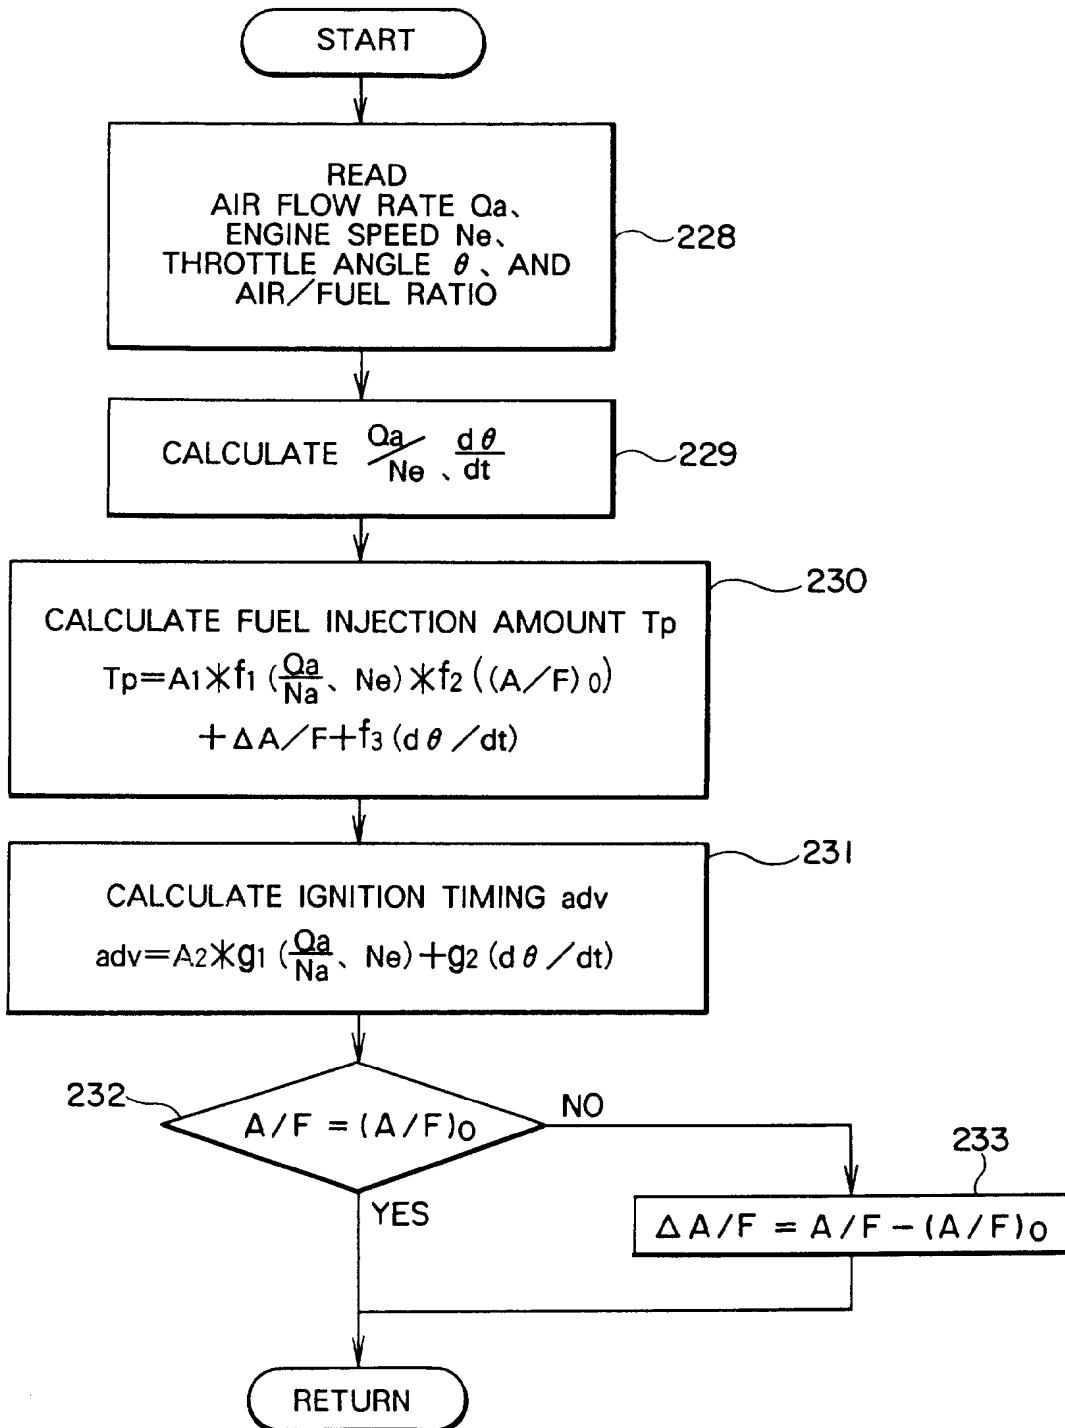 START
READ
AIR FLOW RATE Qa、
ENGINE SPEED Ne、
THROTTLE ANGLE θ、AND
AIR/FUEL RATIO
228
CALCULATE Qa/Ne、dθ/dt
229
230
CALCULATE FUEL INJECTION AMOUNT Tp
Tp=A1*f1(Qa/Na、Ne)*f2((A/F)0)
+ΔA/F+f3(dθ/dt)
231
CALCULATE IGNITION TIMING adv
adv=A2*g1(Qa/Na、Ne)+g2(dθ/dt)
232
A/F=(A/F)0
NO
YES
233
ΔA/F=A/F-(A/F)0
RETURN